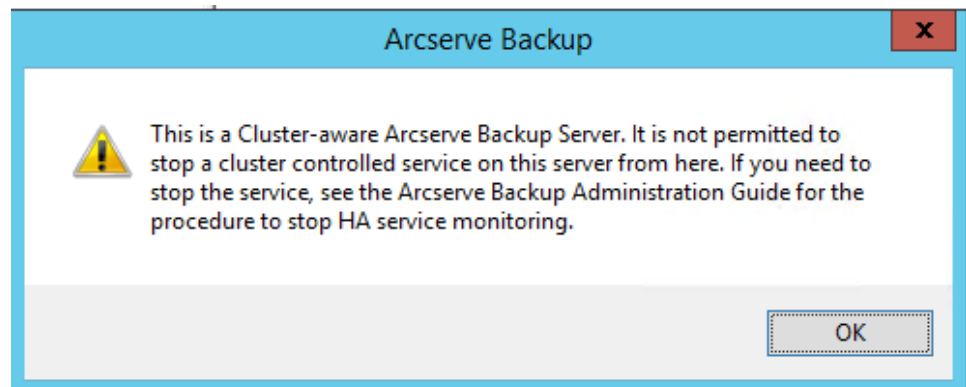 Arcserve Backup
x
This is a Cluster-aware Arcserve Backup Server. It is not permitted to
stop a cluster controlled service on this server from here. If you need to
stop the service, see the Arcserve Backup Administration Guide for the
procedure to stop HA service monitoring.
OK